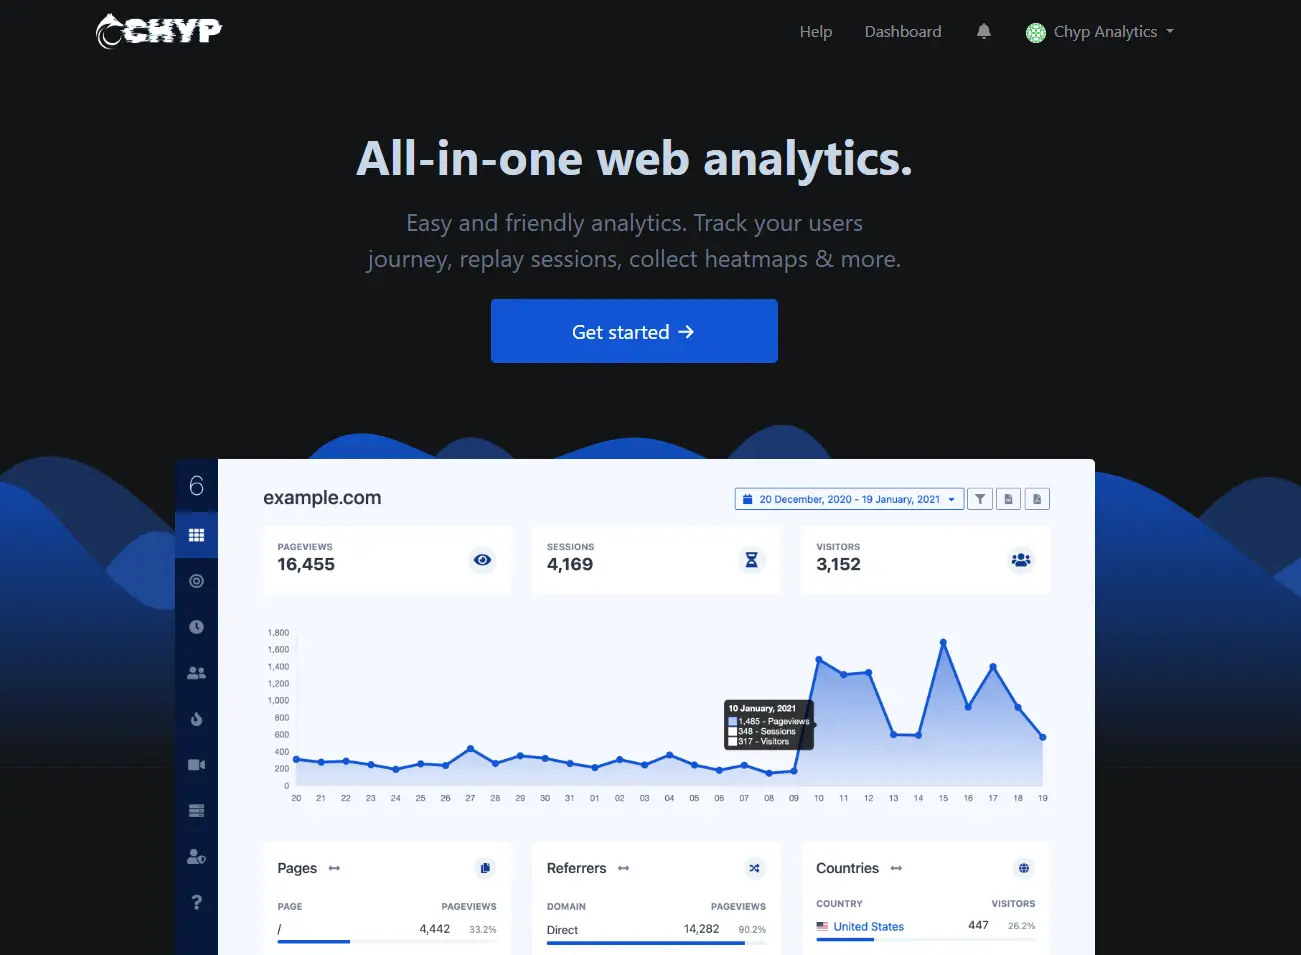 CHYP
Help
Dashboard
Chyp Analytics
All-in-one web analytics.
Easy and friendly analytics. Track your users
journey, replay sessions, collect heatmaps & more.
Get started →
6
example.com
20 December, 2020 - 19 January, 2021
PAGEVIEWS
16,455
SESSIONS
4,169
VISITORS
3,152
1,800
1,600
1,400
1,200
1,000
800
600
400
200
0
10 January, 2021
1,485 - Pageviews
348 - Sessions
317 - Visitors
20 21 22 23 24 25 26 27 28 29 30 31 01 02 03 04 05 06 07 08 09 10 11 12 13 14 15 16 17 18 19
Pages ↔
PAGE PAGEVIEWS
/ 4,442 33.2%
Referrers ↔
DOMAIN PAGEVIEWS
Direct 14,282 90.2%
Countries ↔
COUNTRY VISITORS
United States 447 26.2%
?